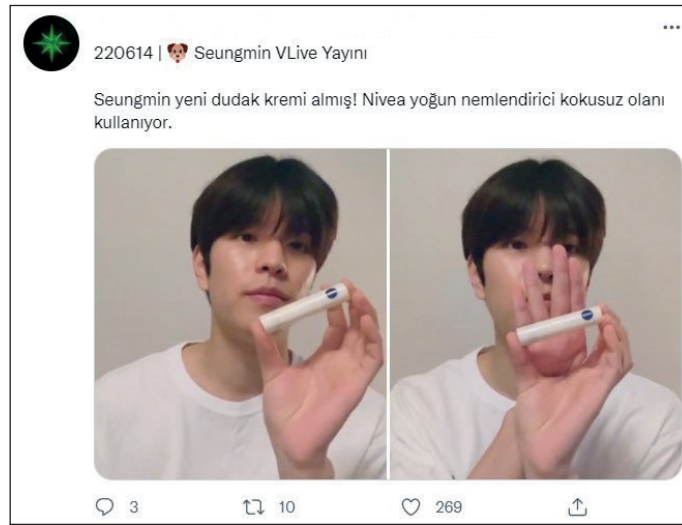 220614 | 🐶 Seungmin VLive Yayını
Seungmin yeni dudak kremi almış! Nivea yoğun nemlendirici kokusuz olanı
kullanıyor.
3 10 269